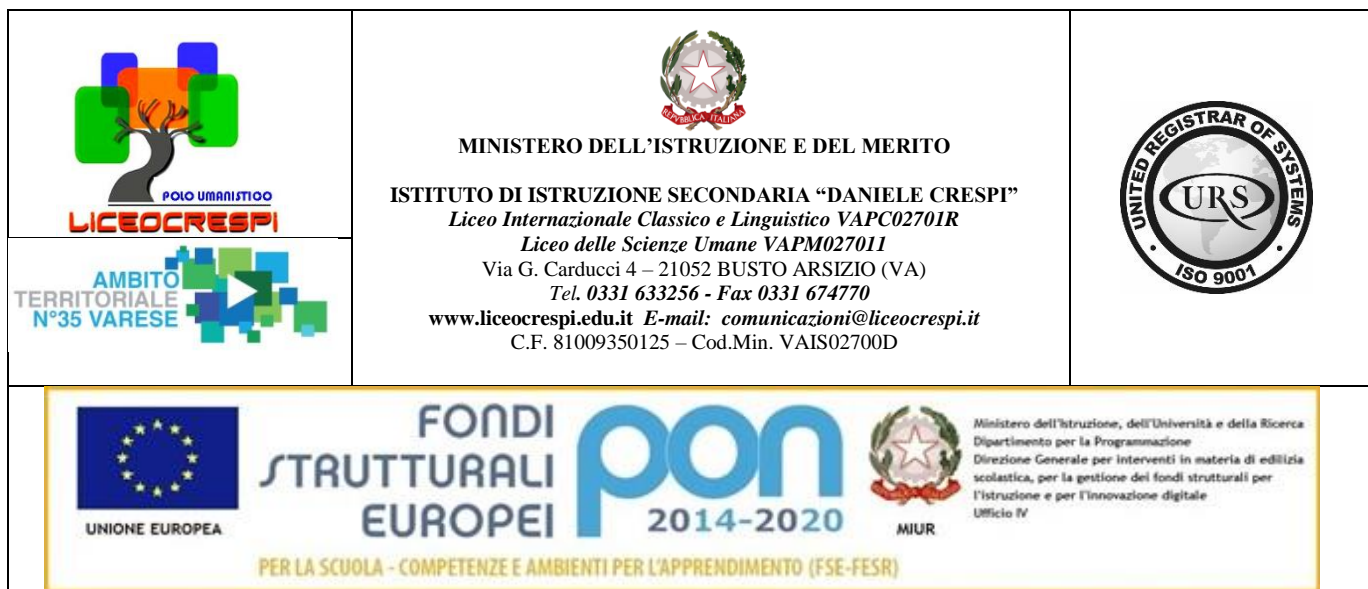 POLO UMANISTICO
LICEOCRESPI
AMBITO
TERRITORIALE
N°35 VARESE
REPVBBLICA ITALIANA
MINISTERO DELL'ISTRUZIONE E DEL MERITO
ISTITUTO DI ISTRUZIONE SECONDARIA “DANIELE CRESPI”
Liceo Internazionale Classico e Linguistico VAPC02701R
Liceo delle Scienze Umane VAPM027011
Via G. Carducci 4 – 21052 BUSTO ARSIZIO (VA)
Tel. 0331 633256 - Fax 0331 674770
www.liceocrespi.edu.it E-mail: comunicazioni@liceocrespi.it
C.F. 81009350125 – Cod.Min. VAIS02700D
UNITED REGISTRAR OF SYSTEMS
URS
ISO 9001
UNIONE EUROPEA
FONDI
STRUTTURALI
EUROPEI
pon
2014-2020
MIUR
Ministero dell'Istruzione, dell'Università e della Ricerca
Dipartimento per la Programmazione
Direzione Generale per interventi in materia di edilizia
scolastica, per la gestione dei fondi strutturali per
l'istruzione e per l'innovazione digitale
Ufficio IV
PER LA SCUOLA - COMPETENZE E AMBIENTI PER L'APPRENDIMENTO (FSE-FESR)